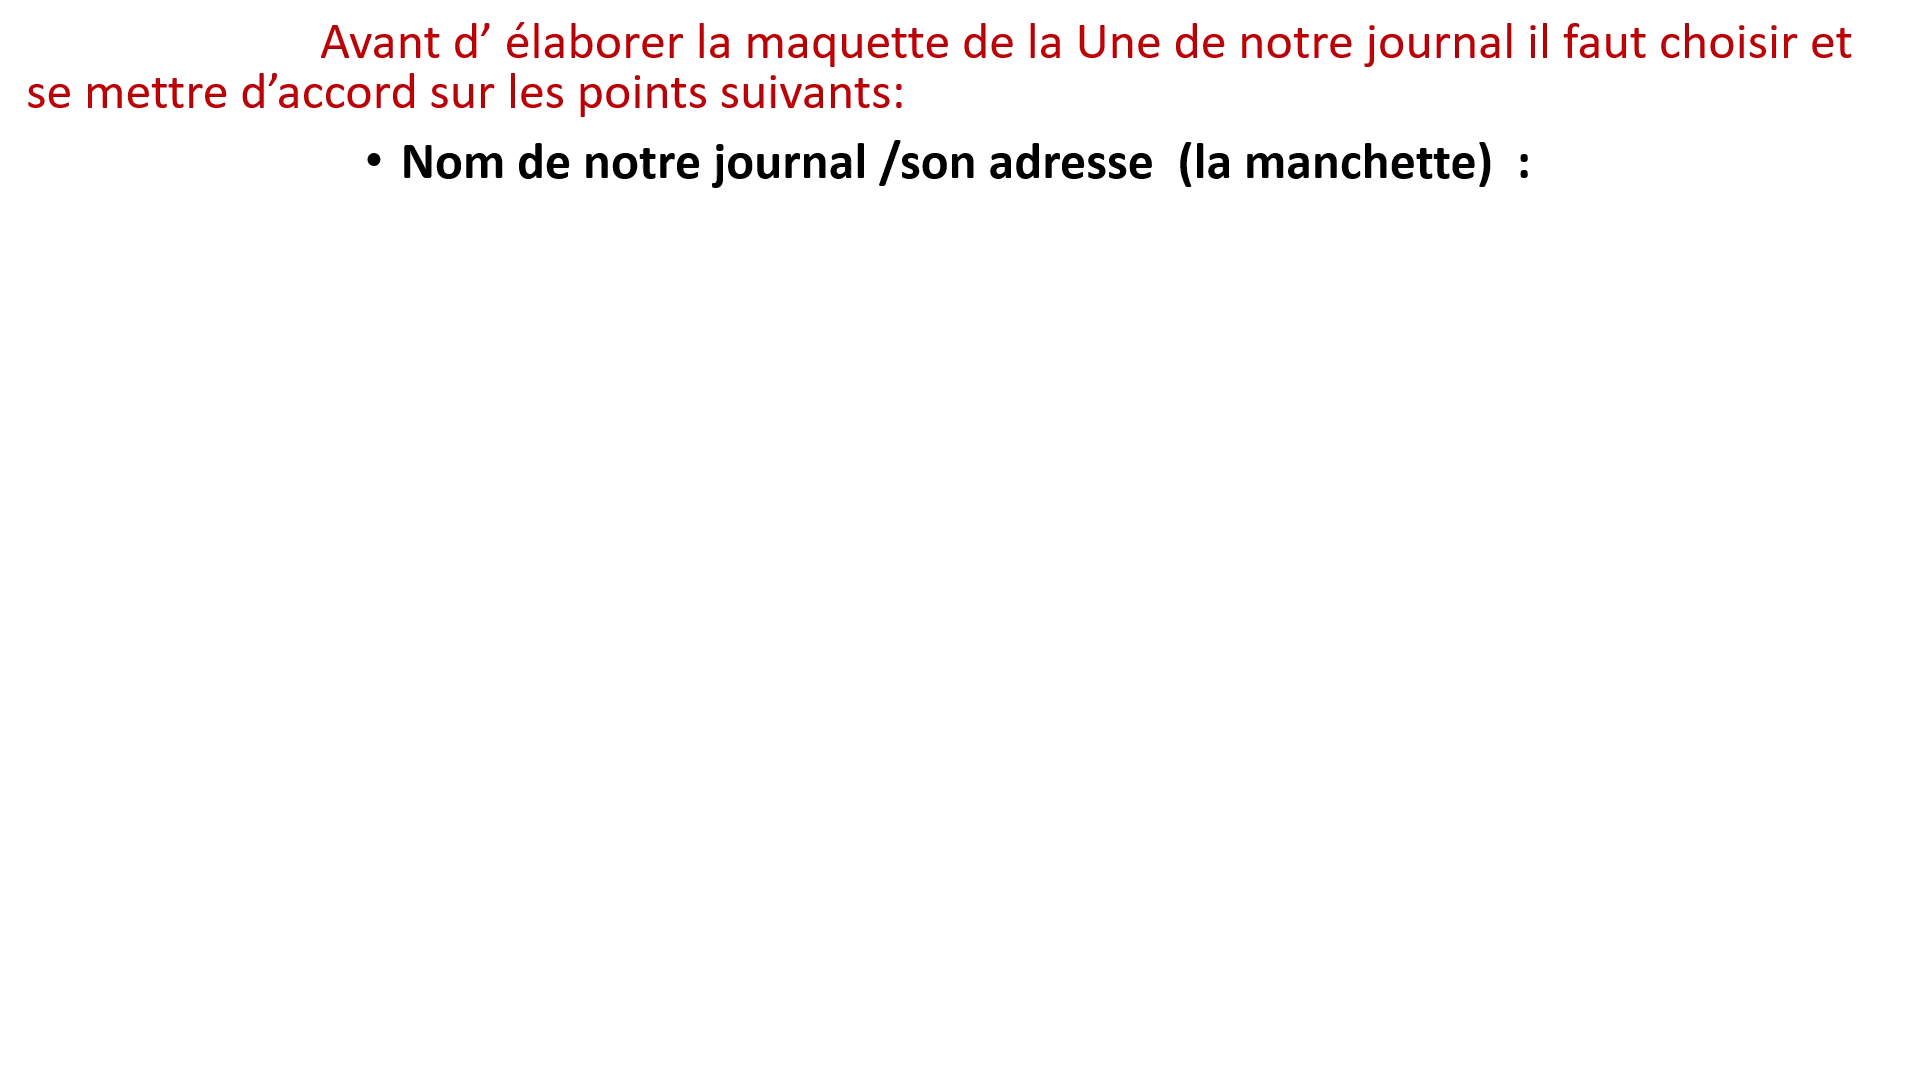 Avant d’ élaborer la maquette de la Une de notre journal il faut choisir et
se mettre d’accord sur les points suivants:
• Nom de notre journal /son adresse  (la manchette)  :